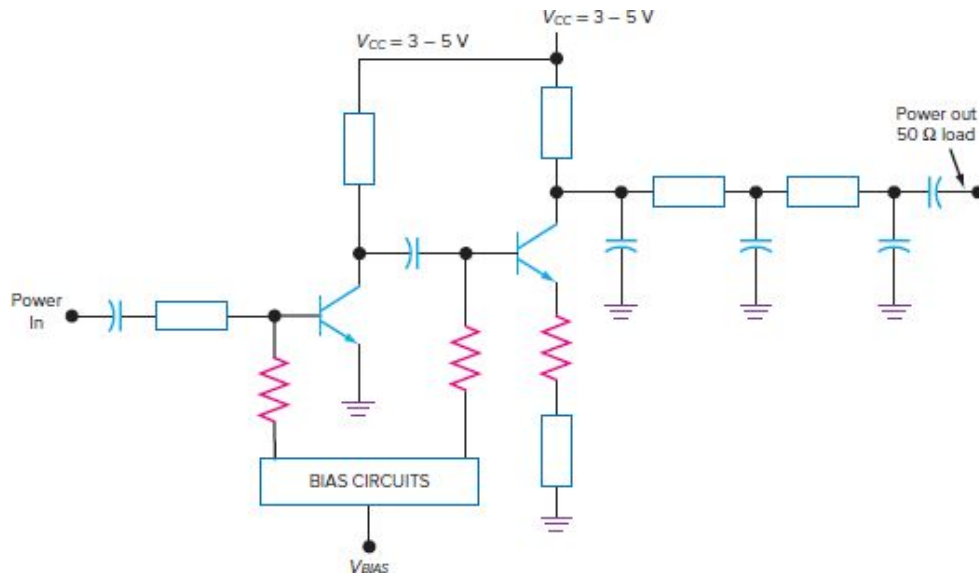 VCC = 3 – 5 V
VCC = 3 – 5 V
Power out
50 Ω load
Power
In
BIAS CIRCUITS
VBIAS